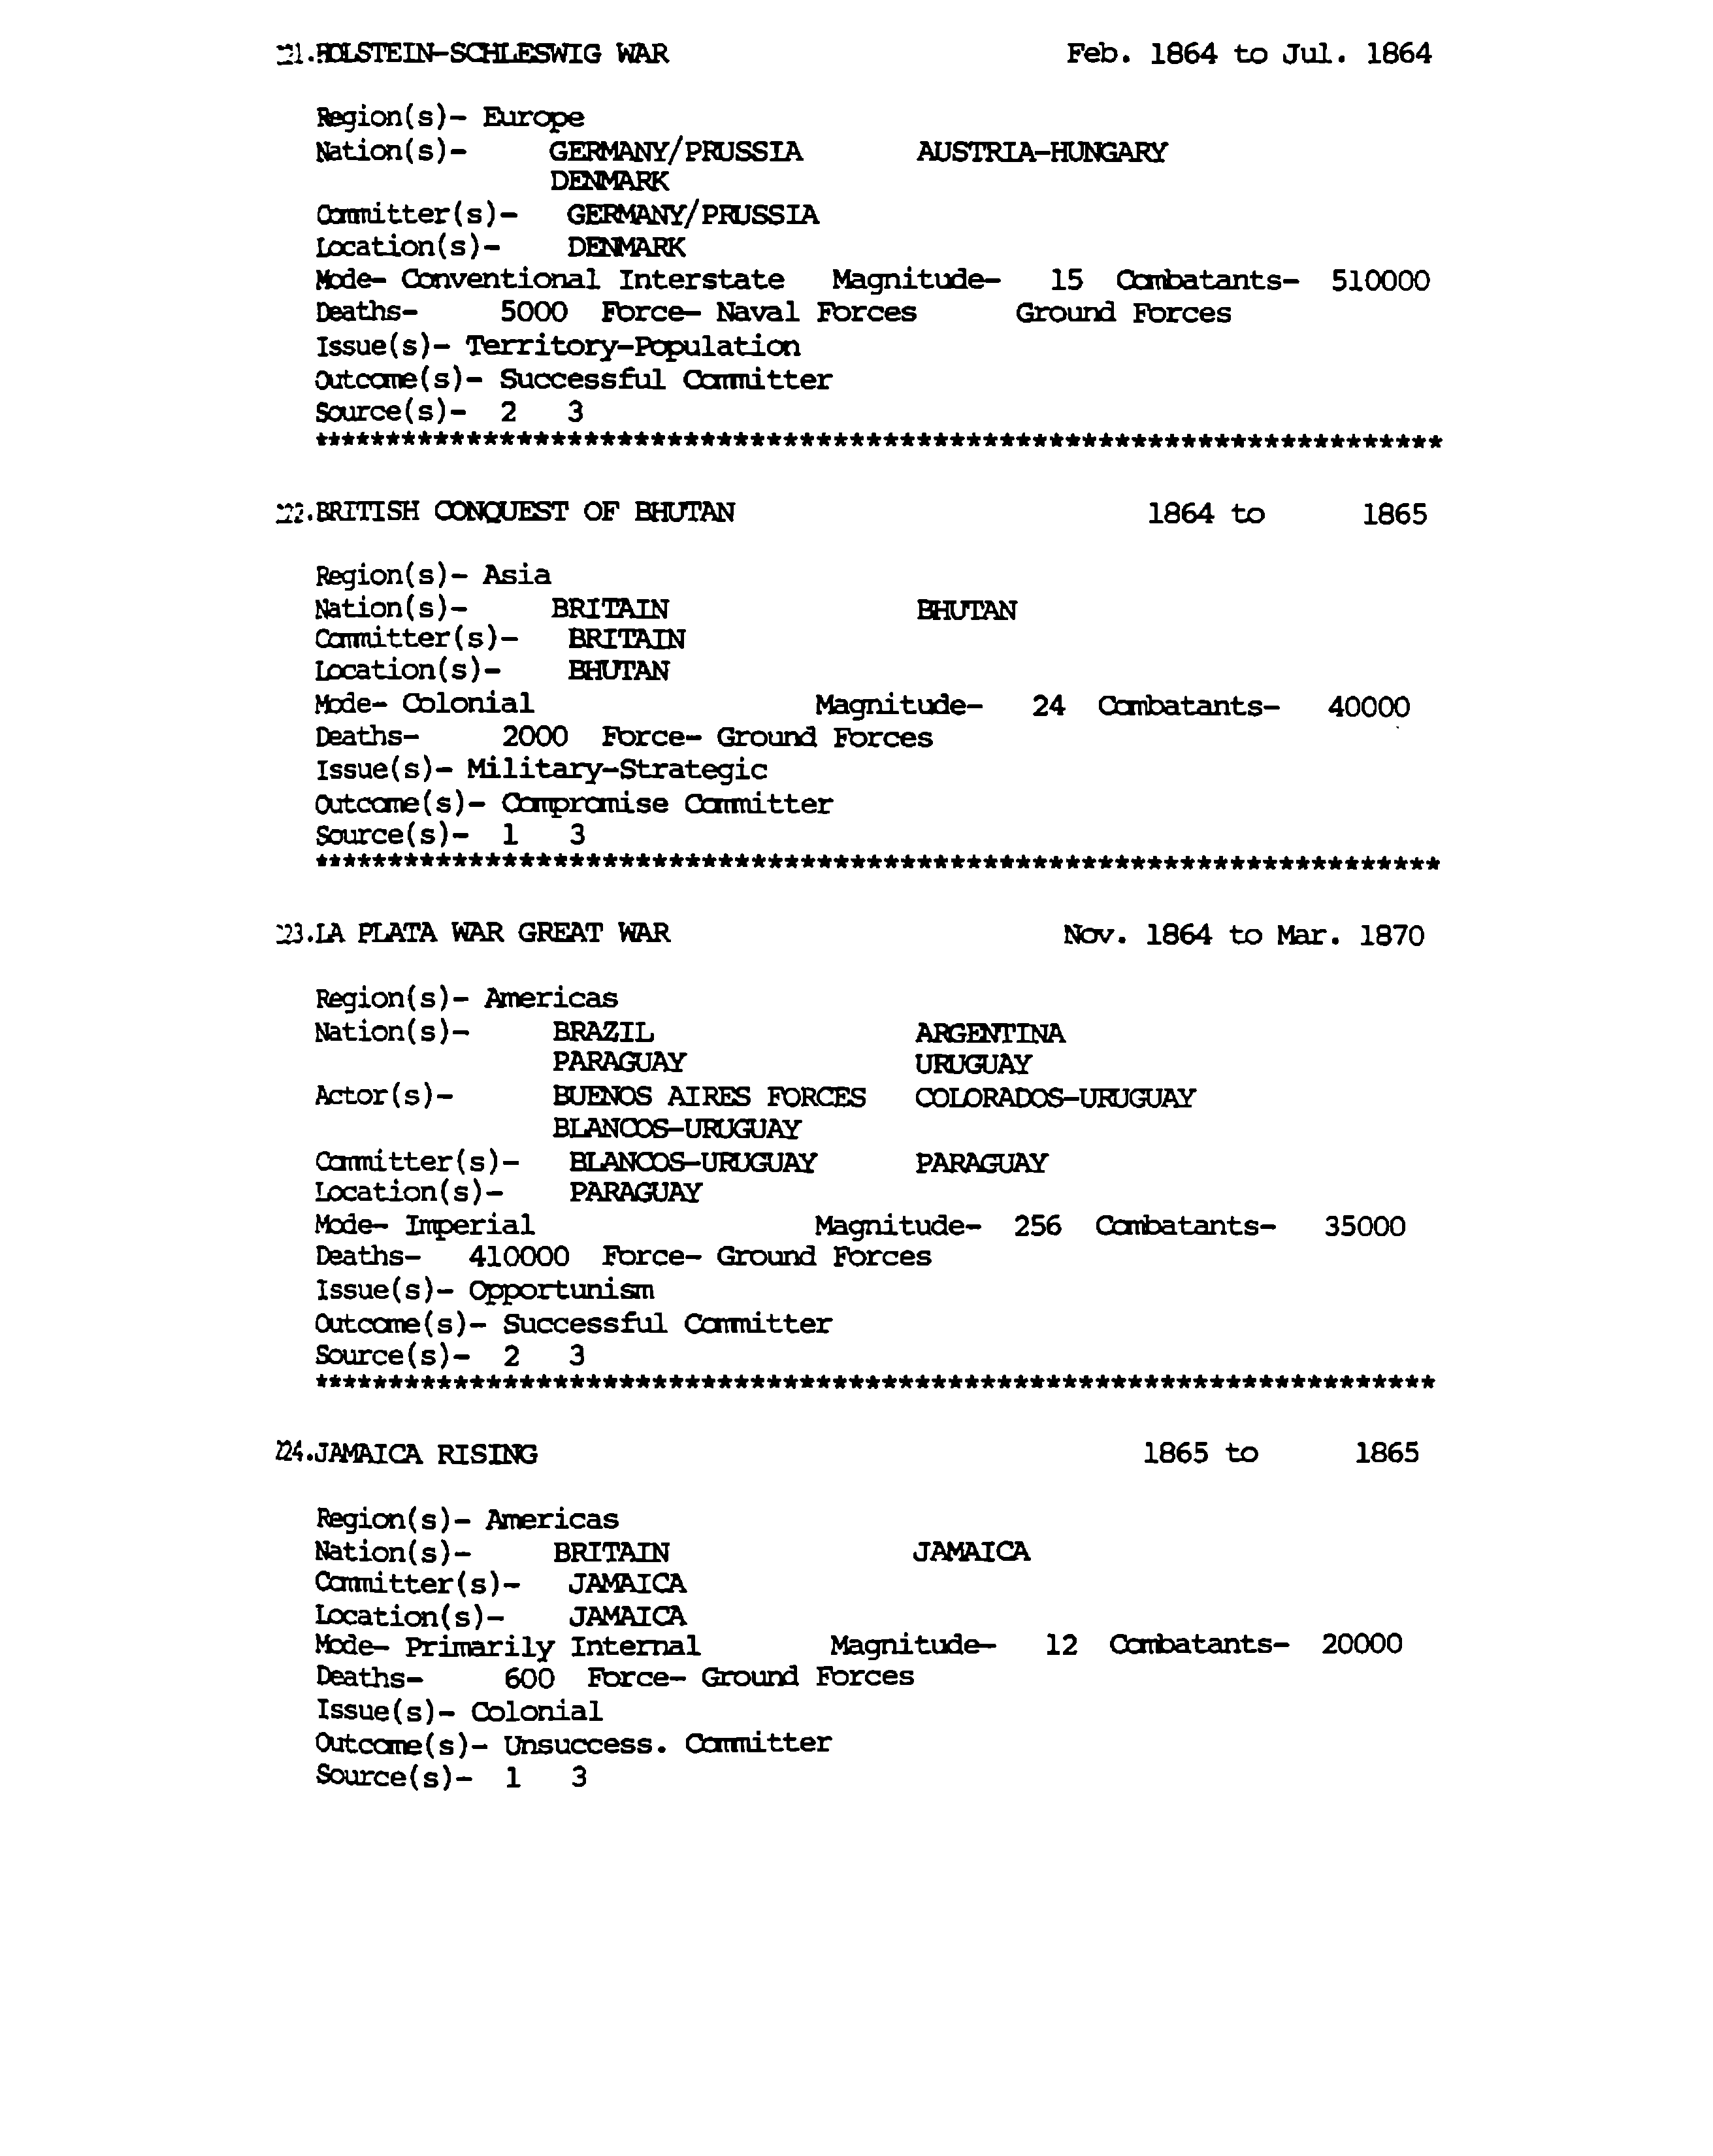 221.HOLSTEIN-SCHLESWIG WAR Feb. 1864 to Jul. 1864
Region(s)- Europe
Nation(s)- GERMANY/PRUSSIA AUSTRIA-HUNGARY
DENMARK
Committer(s)- GERMANY/PRUSSIA
Location(s)- DENMARK
Mode- Conventional Interstate Magnitude- 15 Combatants- 510000
Deaths- 5000 Force- Naval Forces Ground Forces
Issue(s)- Territory-Population
Outcome(s)- Successful Committer
Source(s)- 2 3
********************************************************************
222.BRITISH CONQUEST OF BHUTAN 1864 to 1865
Region(s)- Asia
Nation(s)- BRITAIN BHUTAN
Committer(s)- BRITAIN
Location(s)- BHUTAN
Mode- Colonial Magnitude- 24 Combatants- 40000
Deaths- 2000 Force- Ground Forces
Issue(s)- Military-Strategic
Outcome(s)- Compromise Committer
Source(s)- 1 3
********************************************************************
223.LA PLATA WAR GREAT WAR Nov. 1864 to Mar. 1870
Region(s)- Americas
Nation(s)- BRAZIL ARGENTINA
PARAGUAY URUGUAY
Actor(s)- BUENOS AIRES FORCES COLORADOS-URUGUAY
BLANCOS-URUGUAY
Committer(s)- BLANCOS-URUGUAY PARAGUAY
Location(s)- PARAGUAY
Mode- Imperial Magnitude- 256 Combatants- 35000
Deaths- 410000 Force- Ground Forces
Issue(s)- Opportunism
Outcome(s)- Successful Committer
Source(s)- 2 3
********************************************************************
224.JAMAICA RISING 1865 to 1865
Region(s)- Americas
Nation(s)- BRITAIN JAMAICA
Committer(s)- JAMAICA
Location(s)- JAMAICA
Mode- Primarily Internal Magnitude- 12 Combatants- 20000
Deaths- 600 Force- Ground Forces
Issue(s)- Colonial
Outcome(s)- Unsuccess. Committer
Source(s)- 1 3